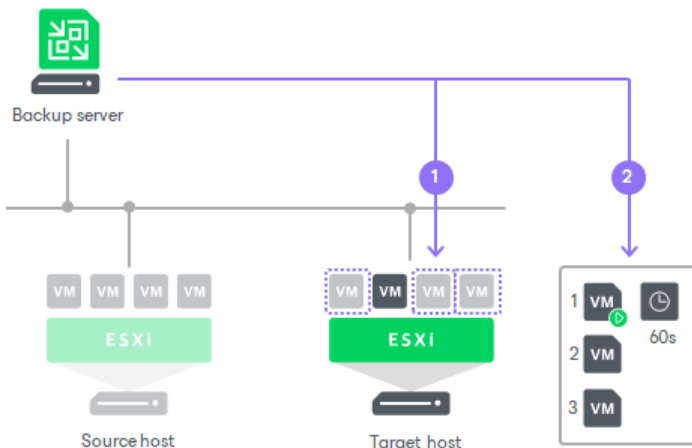 Backup server
1
2
VM VM VM VM
VM VM VM VM
1 VM
60s
ESXi
ESXi
2 VM
3 VM
Source host
Target host